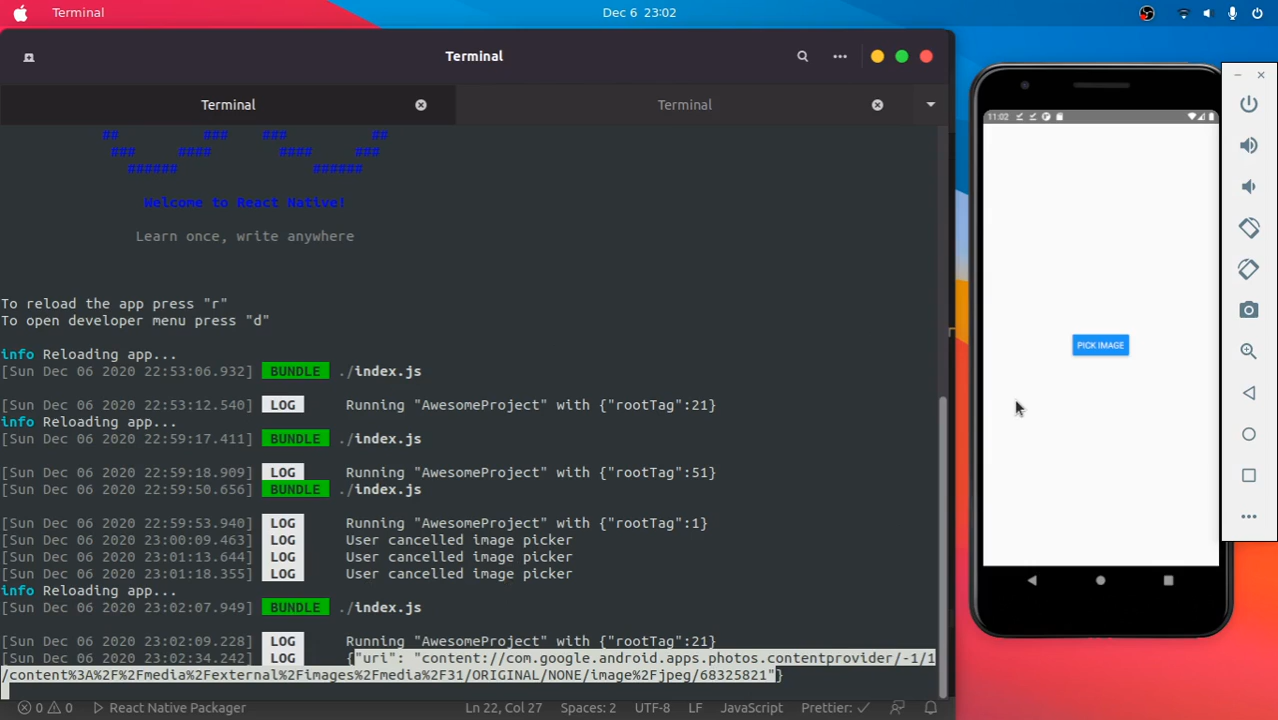 Terminal
Dec 6 23:02
Terminal
Terminal
Terminal
## ### ### ##
### #### #### ###
###### ######
Welcome to React Native!
Learn once, write anywhere
To reload the app press "r"
To open developer menu press "d"
info Reloading app...
[Sun Dec 06 2020 22:53:06.932] BUNDLE ./index.js
[Sun Dec 06 2020 22:53:12.540] LOG Running "AwesomeProject" with {"rootTag":21}
info Reloading app...
[Sun Dec 06 2020 22:59:17.411] BUNDLE ./index.js
[Sun Dec 06 2020 22:59:18.909] LOG Running "AwesomeProject" with {"rootTag":51}
[Sun Dec 06 2020 22:59:50.656] BUNDLE ./index.js
[Sun Dec 06 2020 22:59:53.940] LOG Running "AwesomeProject" with {"rootTag":1}
[Sun Dec 06 2020 23:00:09.463] LOG User cancelled image picker
[Sun Dec 06 2020 23:01:13.644] LOG User cancelled image picker
[Sun Dec 06 2020 23:01:18.355] LOG User cancelled image picker
info Reloading app...
[Sun Dec 06 2020 23:02:07.949] BUNDLE ./index.js
[Sun Dec 06 2020 23:02:09.228] LOG Running "AwesomeProject" with {"rootTag":21}
[Sun Dec 06 2020 23:02:34.242] LOG {"uri": "content://com.google.android.apps.photos.contentprovider/-1/1
/content%3A%2F%2Fmedia%2Fexternal%2Fimages%2Fmedia%2F31/ORIGINAL/NONE/image%2Fjpeg/68325821"}
0 0 React Native Packager Ln 22, Col 27 Spaces: 2 UTF-8 LF JavaScript Prettier: ✓
11:02
PICK IMAGE